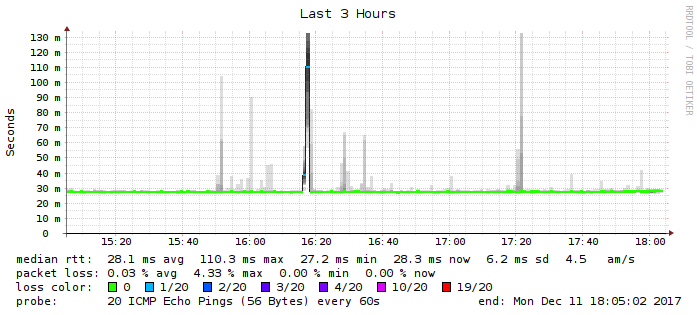 Last 3 Hours
RRDTOOL / TOBI OETIKER
Seconds
130 m
120 m
110 m
100 m
90 m
80 m
70 m
60 m
50 m
40 m
30 m
20 m
10 m
0
15:20 15:40 16:00 16:20 16:40 17:00 17:20 17:40 18:00
median rtt: 28.1 ms avg 110.3 ms max 27.2 ms min 28.3 ms now 6.2 ms sd 4.5 am/s
packet loss: 0.03 % avg 4.33 % max 0.00 % min 0.00 % now
loss color: 0 1/20 2/20 3/20 4/20 10/20 19/20
probe: 20 ICMP Echo Pings (56 Bytes) every 60s end: Mon Dec 11 18:05:02 2017